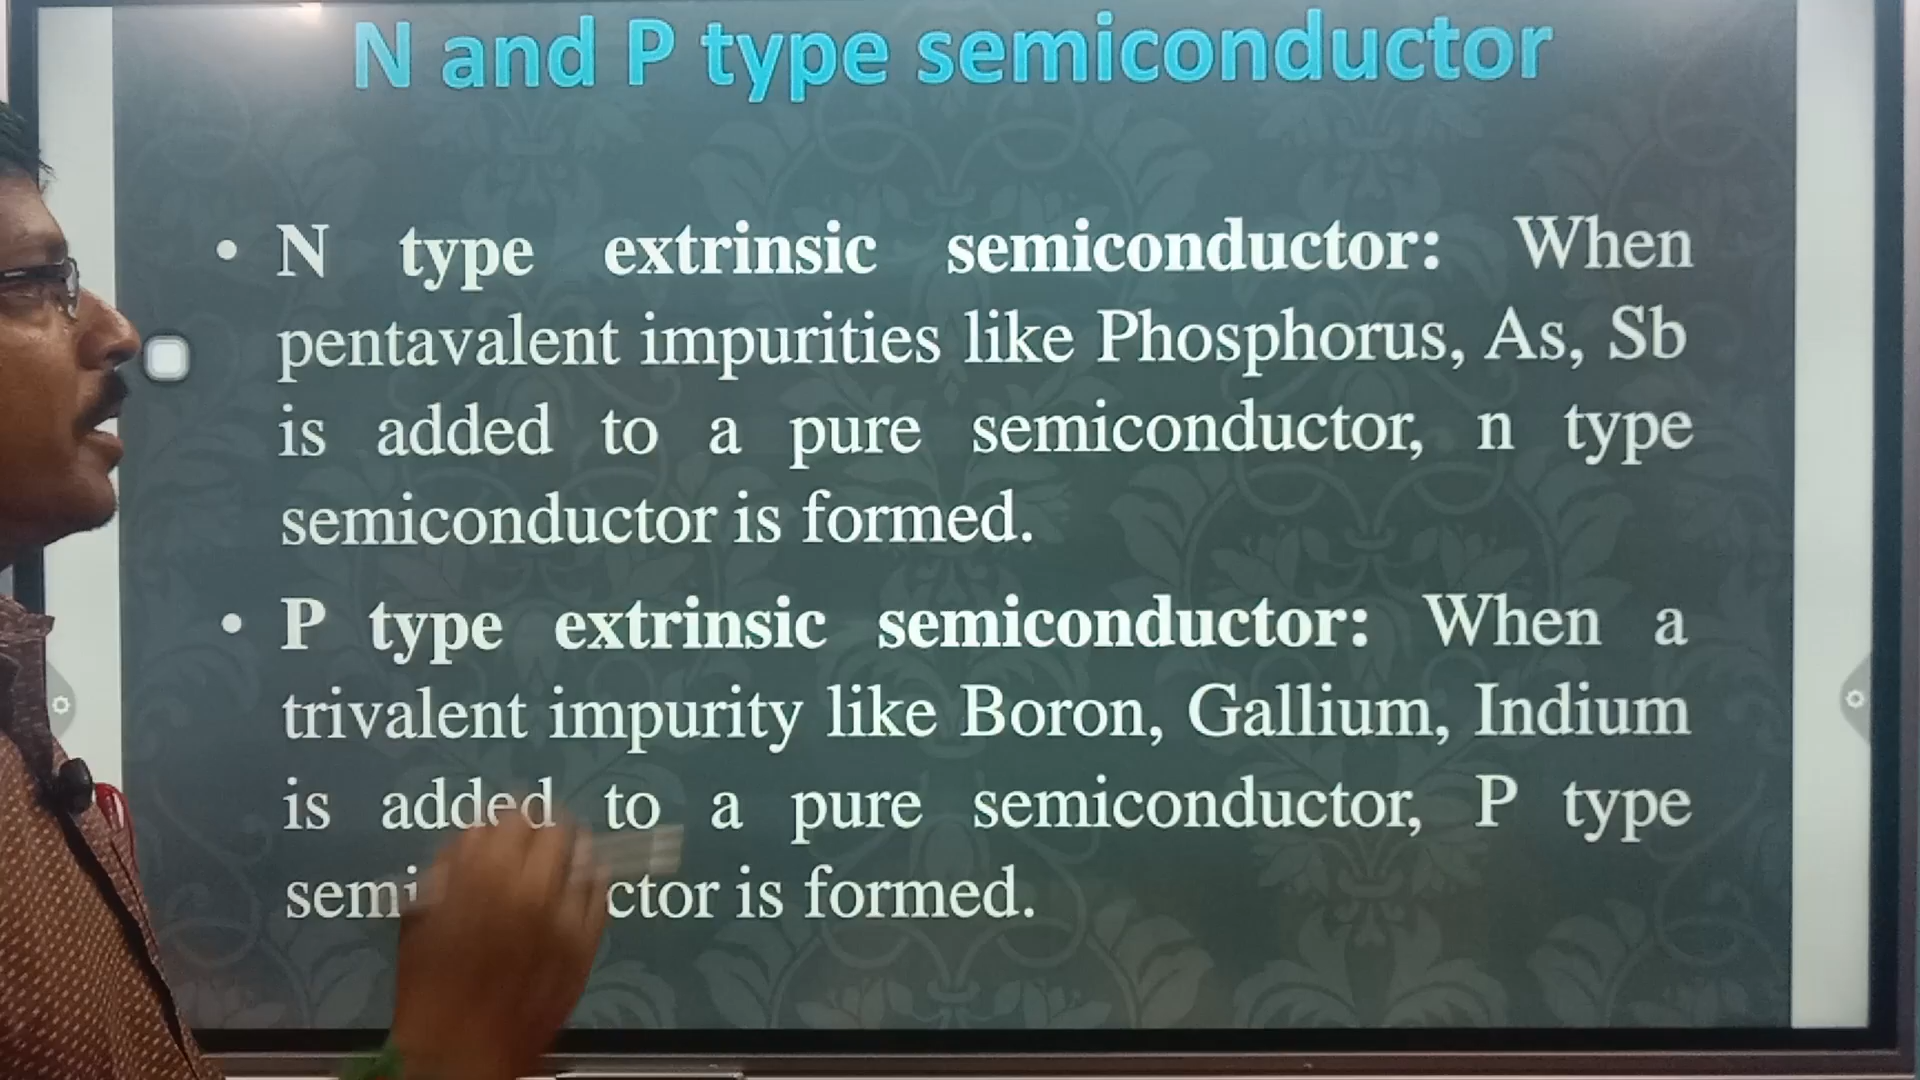 N and P type semiconductor
• N type extrinsic semiconductor: When
pentavalent impurities like Phosphorus, As, Sb
is added to a pure semiconductor, n type
semiconductor is formed.
• P type extrinsic semiconductor: When a
trivalent impurity like Boron, Gallium, Indium
is added to a pure semiconductor, P type
semi ctor is formed.